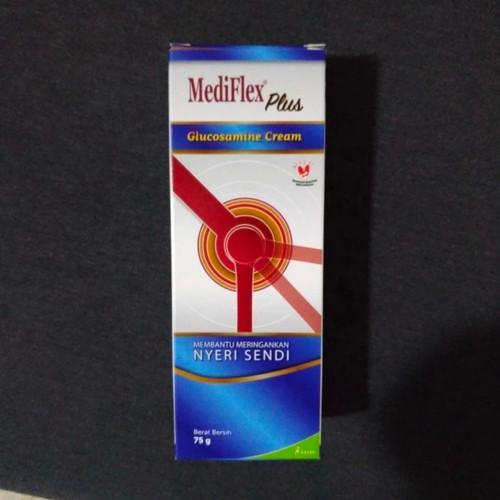 MediFlex®
Plus
Glucosamine Cream
MEMBANTU MERINGANKAN
NYERI SENDI
Berat Bersih
75 g